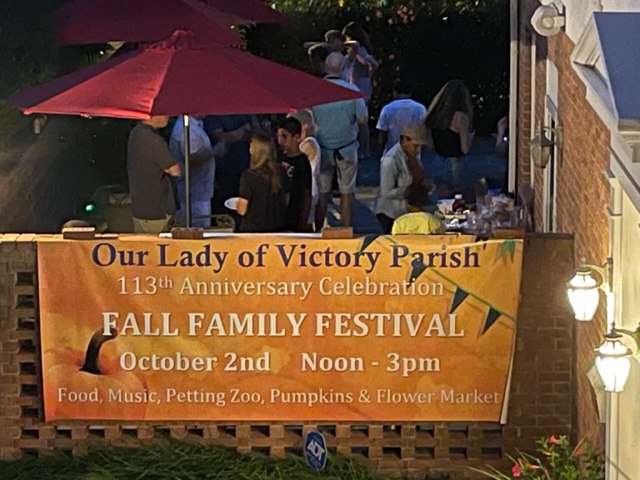 Our Lady of Victory Parish
113th Anniversary Celebration
FALL FAMILY FESTIVAL
October 2nd Noon - 3pm
Food, Music, Petting Zoo, Pumpkins & Flower Market
ADT